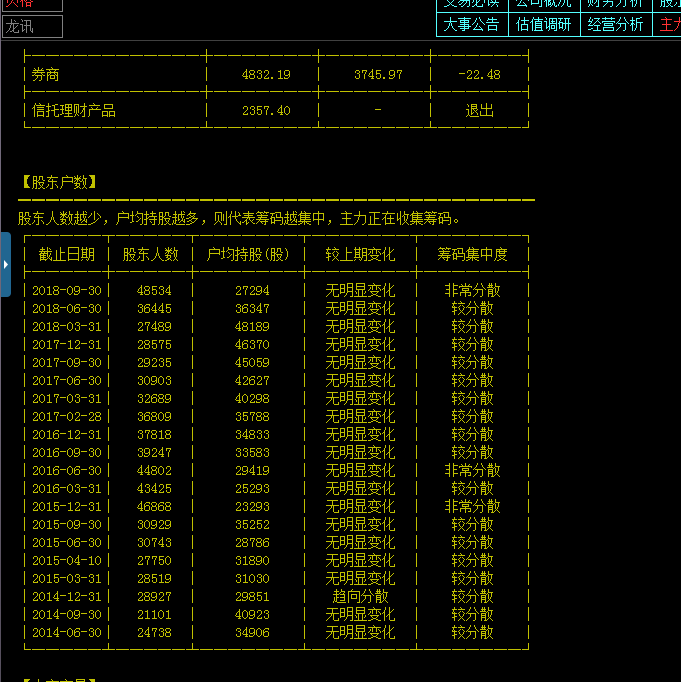 交易必读 公司概况 财务分析
龙讯
大事公告 估值调研 经营分析 主力
券商 4832.19 3745.97 -22.48
信托理财产品 2357.40 - 退出
【股东户数】
股东人数越少，户均持股越多，则代表筹码越集中，主力正在收集筹码。
截止日期 股东人数 户均持股(股) 较上期变化 筹码集中度
2018-09-30 48534 27294 无明显变化 非常分散
2018-06-30 36445 36347 无明显变化 较分散
2018-03-31 27489 48189 无明显变化 较分散
2017-12-31 28575 46370 无明显变化 较分散
2017-09-30 29235 45059 无明显变化 较分散
2017-06-30 30903 42627 无明显变化 较分散
2017-03-31 32689 40298 无明显变化 较分散
2017-02-28 36809 35788 无明显变化 较分散
2016-12-31 37818 34833 无明显变化 较分散
2016-09-30 39247 33583 无明显变化 较分散
2016-06-30 44802 29419 无明显变化 非常分散
2016-03-31 43425 25293 无明显变化 较分散
2015-12-31 46868 23293 无明显变化 非常分散
2015-09-30 30929 35252 无明显变化 较分散
2015-06-30 30743 28786 无明显变化 较分散
2015-04-10 27750 31890 无明显变化 较分散
2015-03-31 28519 31030 无明显变化 较分散
2014-12-31 28927 29851 趋向分散 较分散
2014-09-30 21101 40923 无明显变化 较分散
2014-06-30 24738 34906 无明显变化 较分散